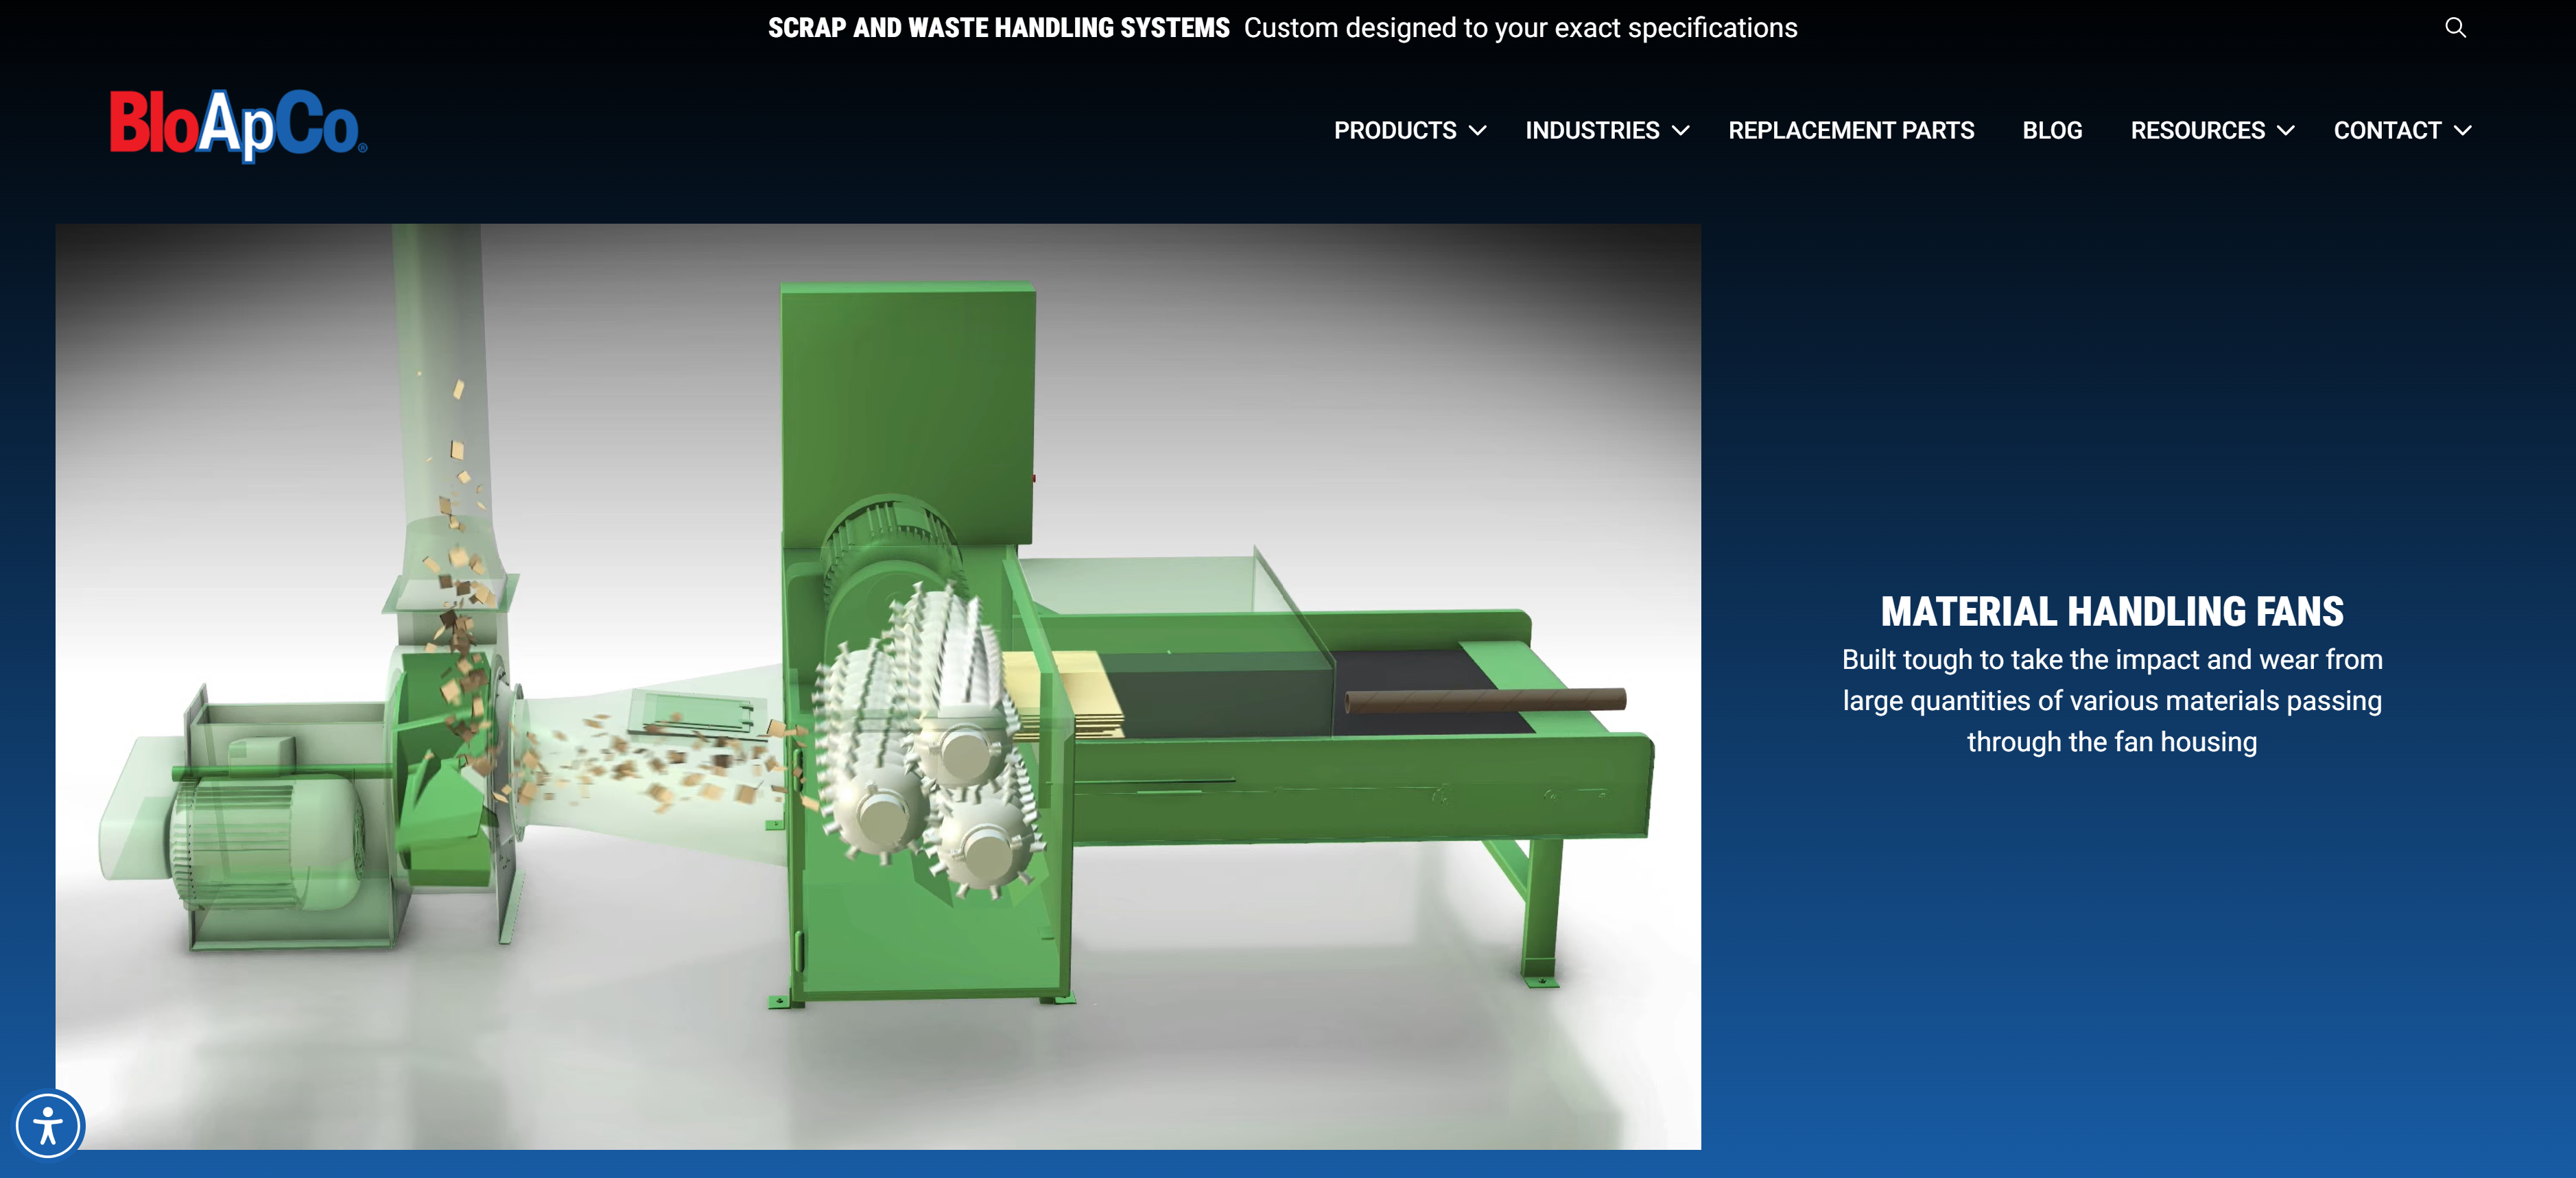 SCRAP AND WASTE HANDLING SYSTEMS Custom designed to your exact specifications
BloApCo®
PRODUCTS INDUSTRIES REPLACEMENT PARTS BLOG RESOURCES CONTACT
MATERIAL HANDLING FANS
Built tough to take the impact and wear from
large quantities of various materials passing
through the fan housing